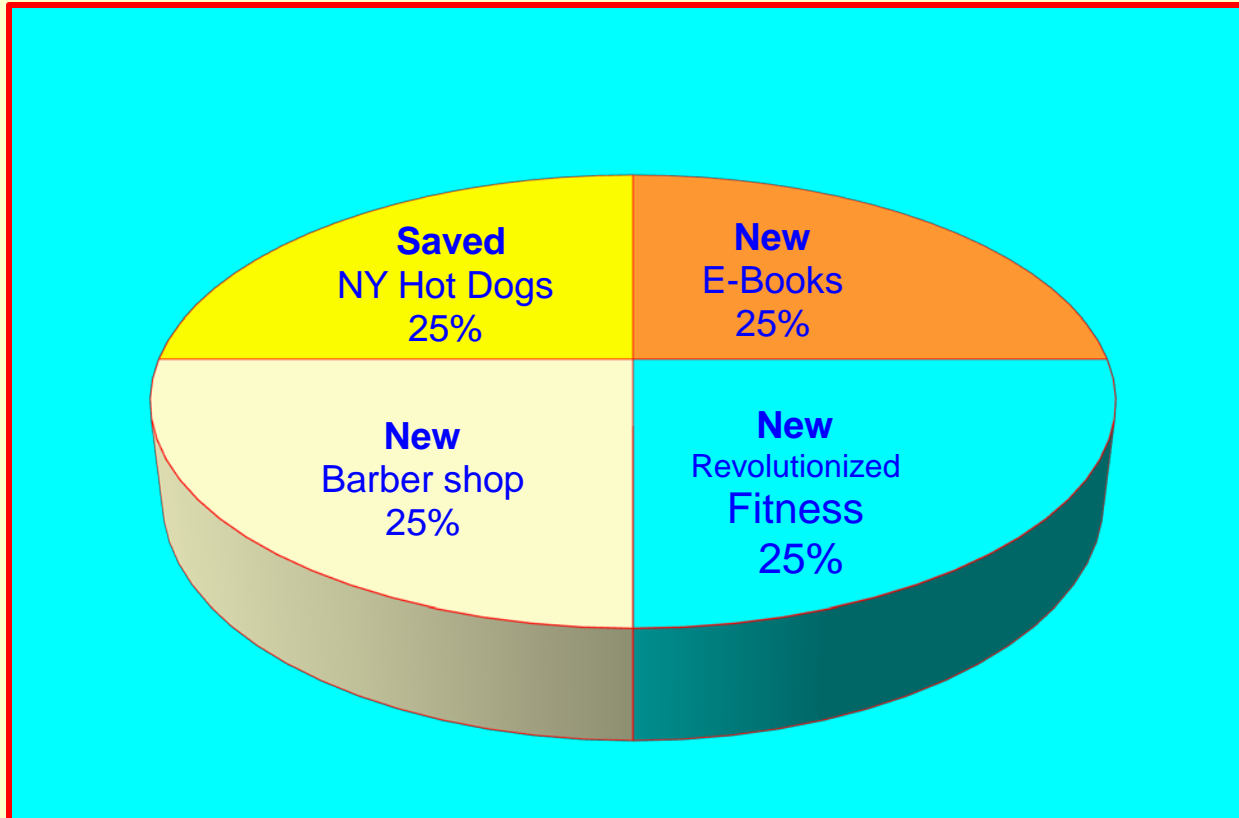 Saved
NY Hot Dogs
25%
New
E-Books
25%
New
Barber shop
25%
New
Revolutionized
Fitness
25%